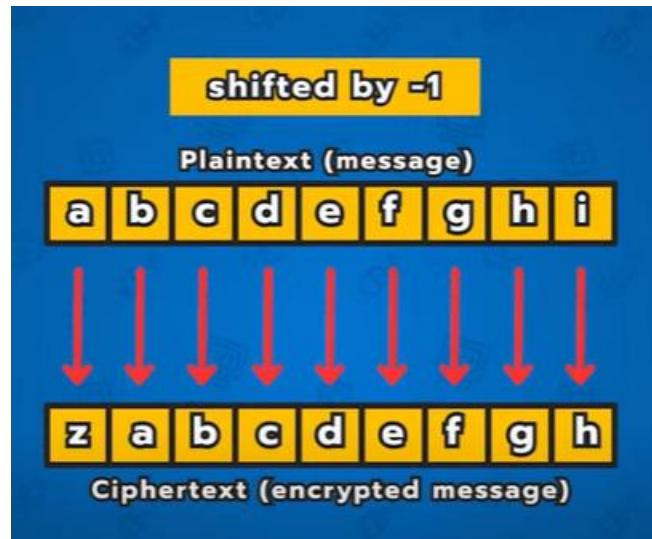 shifted by -1
Plaintext (message)
a b c d e f g h i
z a b c d e f g h
Ciphertext (encrypted message)